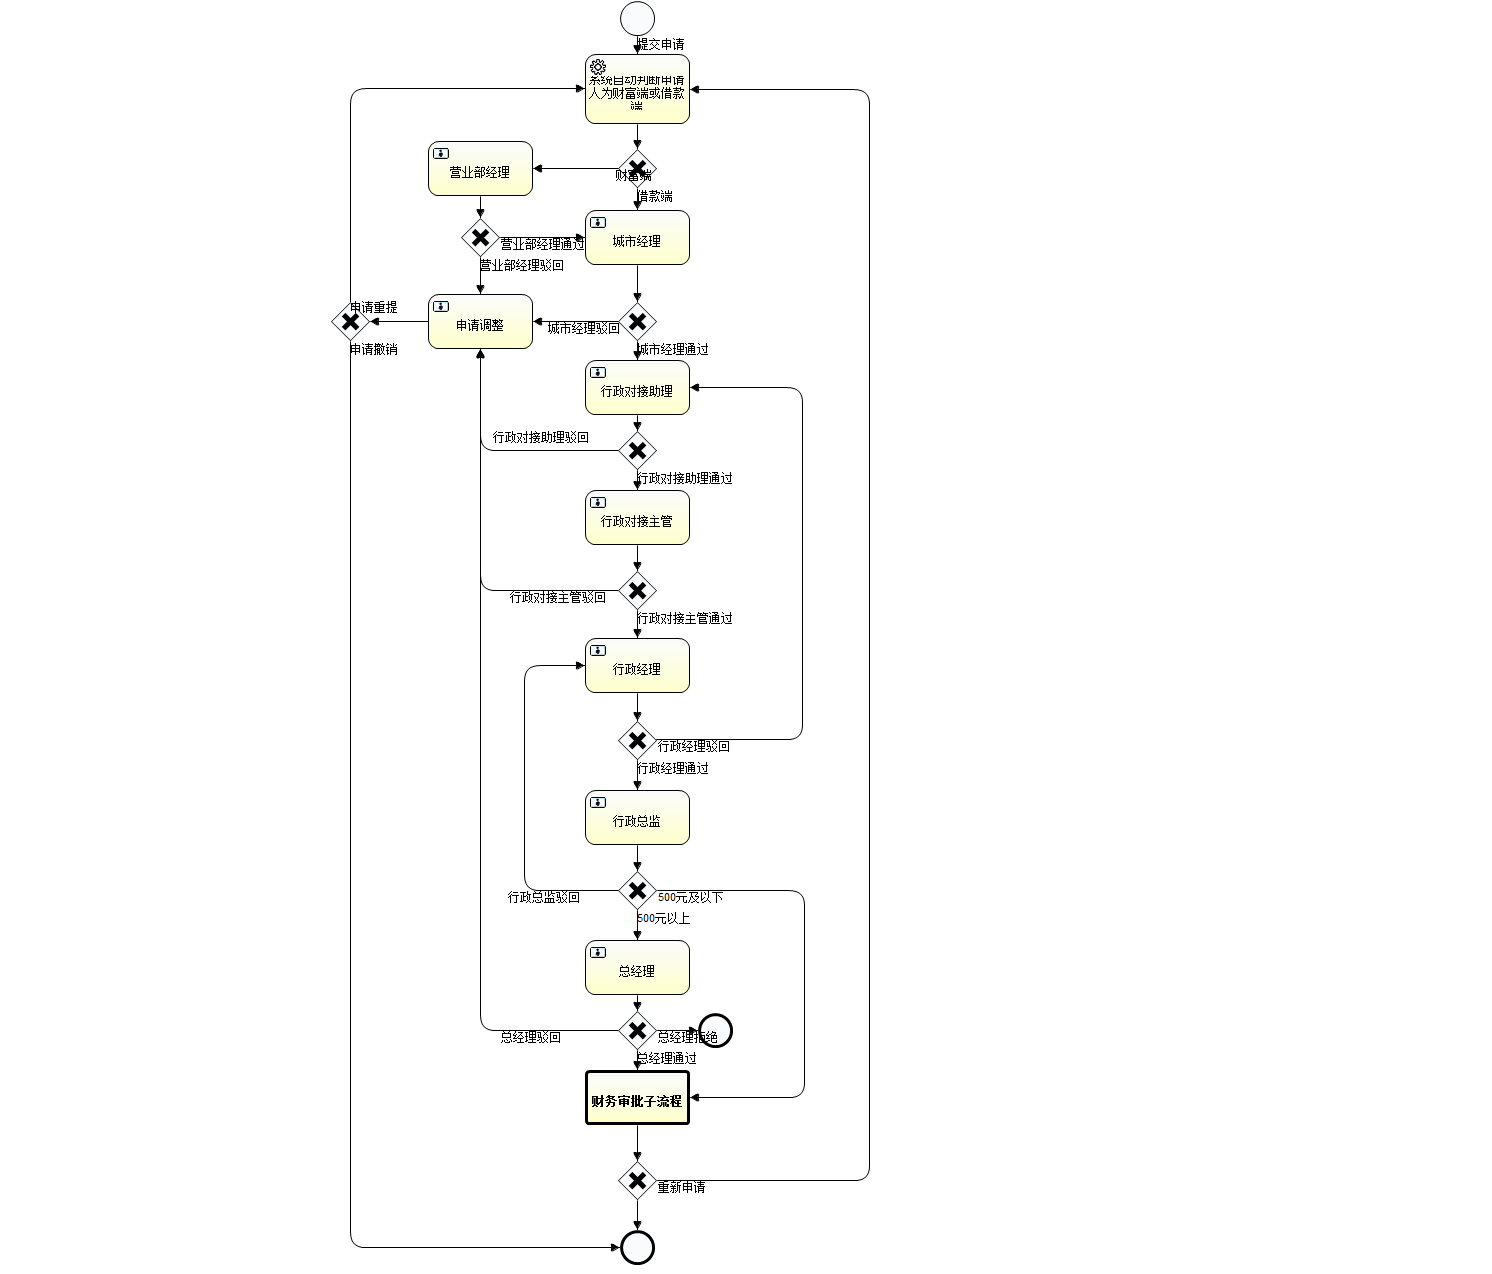 提交申请
系统自动判断申请
人为财富端或借款
端
营业部经理
财富端
借款端
营业部经理通过
城市经理
营业部经理驳回
申请重提
申请调整
城市经理驳回
申请撤销
城市经理通过
行政对接助理
行政对接助理驳回
行政对接助理通过
行政对接主管
行政对接主管驳回
行政对接主管通过
行政经理
行政经理驳回
行政经理通过
行政总监
行政总监驳回
500元及以下
500元以上
总经理
总经理驳回
总经理拒绝
总经理通过
财务审批子流程
重新申请